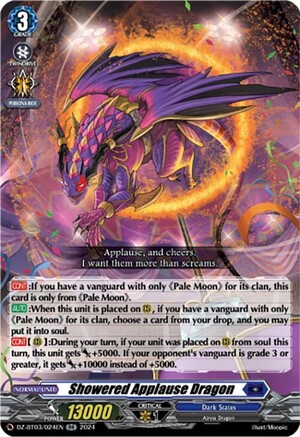 3
GRADE
TWIN DRIVE
PERSONA RIDE
Applause, and cheers.
I want them more than screams.
CONT:If you have a vanguard with only《Pale Moon》for its clan, this
card is only from《Pale Moon》.
AUTO:When this unit is placed on , if you have a vanguard with only
《Pale Moon》for its clan, choose a card from your drop, and you may
put it into soul.
CONT :During your turn, if your unit was placed on from soul this
turn, this unit gets +5000. If your opponent's vanguard is grade 3 or
greater, it gets +10000 instead of +5000.
NORMAL UNIT
Showered Applause Dragon
DZ-BT03/024EN 2024
illust/Moopic
POWER 13000
CRITICAL
1
Dark States
Abyss Dragon